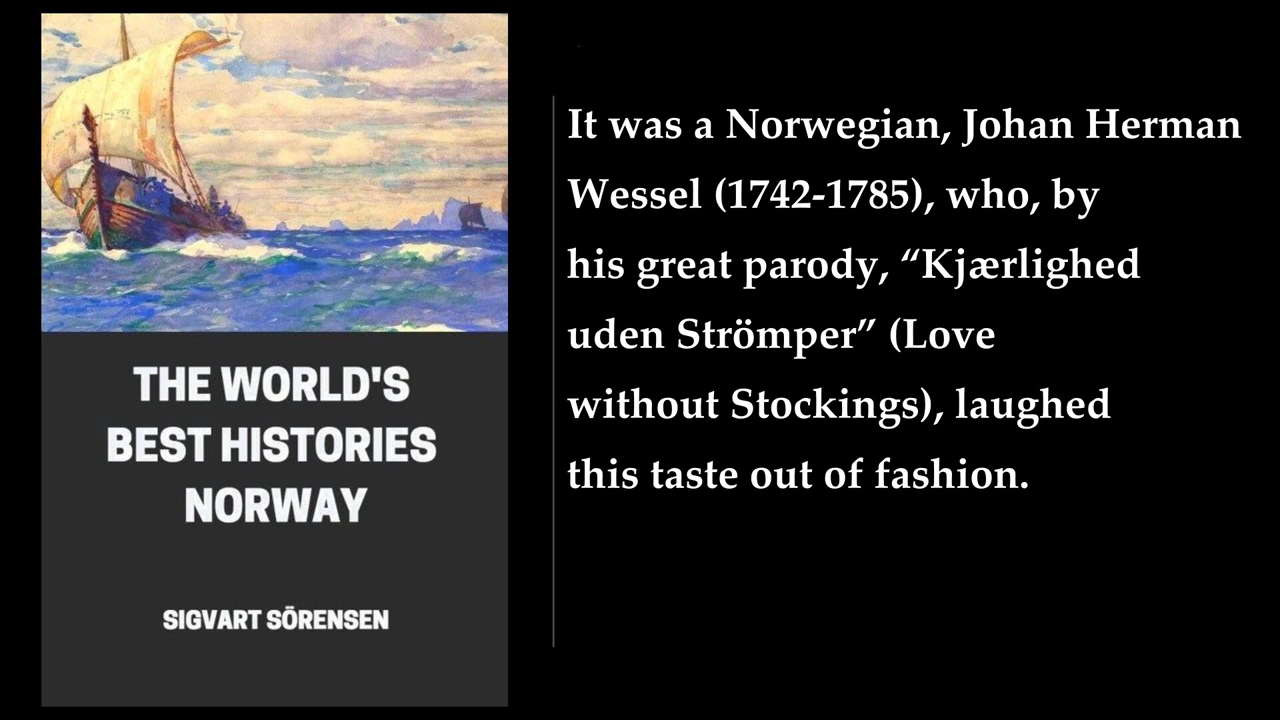 THE WORLD'S
BEST HISTORIES
NORWAY
SIGVART SÖRENSEN
It was a Norwegian, Johan Herman
Wessel (1742-1785), who, by
his great parody, “Kjærlighed
uden Strömper” (Love
without Stockings), laughed
this taste out of fashion.